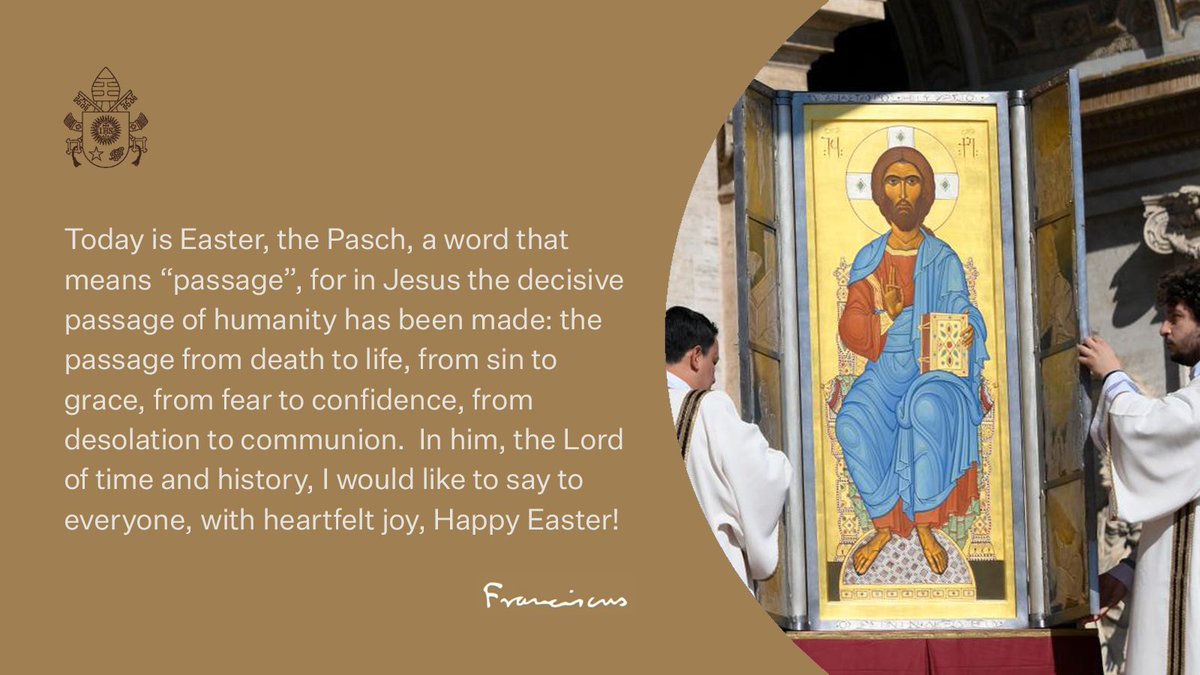 IHS
Today is Easter, the Pasch, a word that
means “passage”, for in Jesus the decisive
passage of humanity has been made: the
passage from death to life, from sin to
grace, from fear to confidence, from
desolation to communion.  In him, the Lord
of time and history, I would like to say to
everyone, with heartfelt joy, Happy Easter!
Franciscus